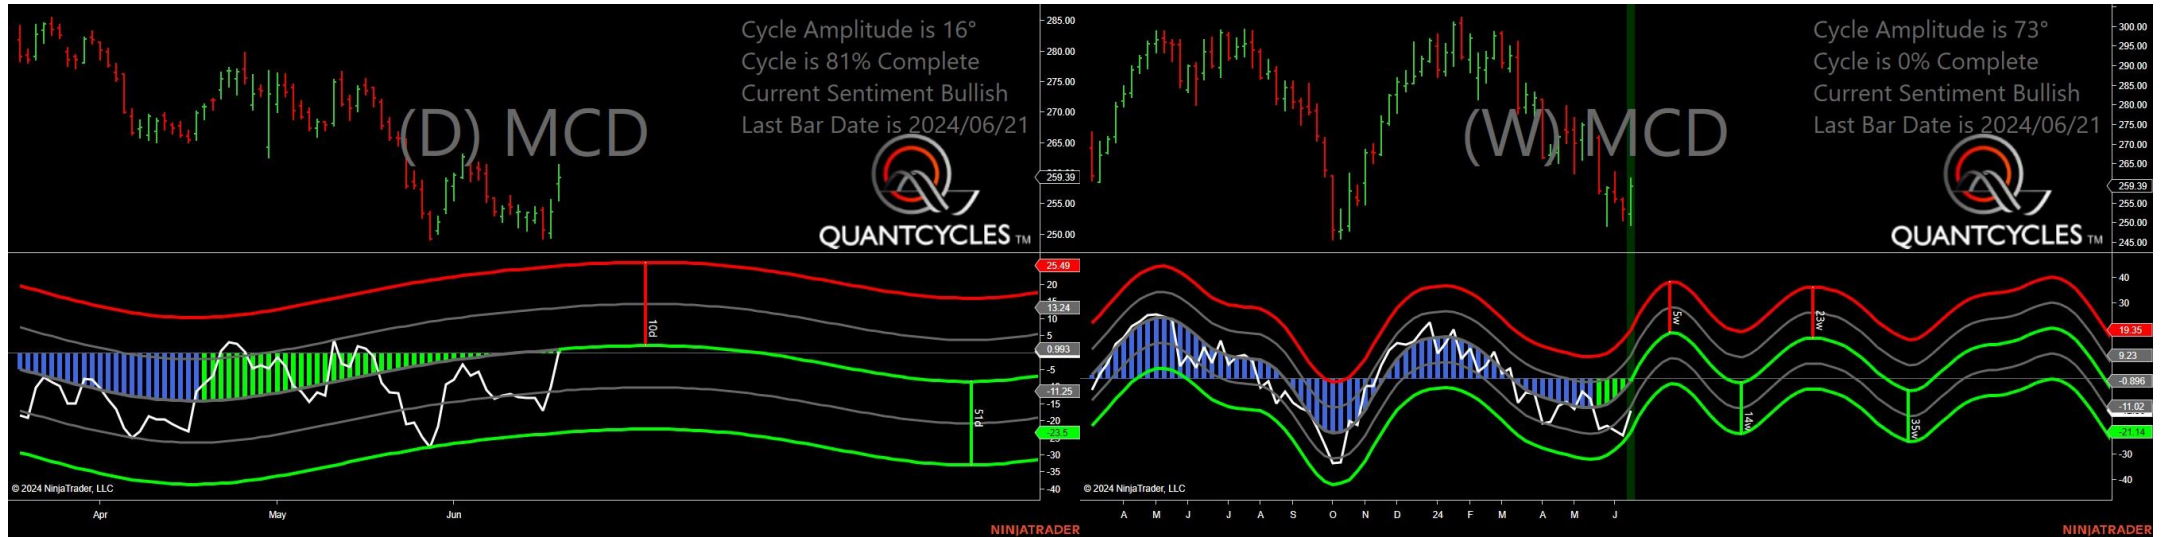 Cycle Amplitude is 16°
Cycle is 81% Complete
Current Sentiment Bullish
Last Bar Date is 2024/06/21
(D) MCD
QUANTCYCLES TM
285.00
280.00
275.00
270.00
265.00
259.39
255.00
250.00
25.49
20
15
13.24
10
5
0.993
-5
-11.25
-15
-20
-23.5
-30
-35
-40
10d
51d
© 2024 NinjaTrader, LLC
Apr
May
Jun
NINJATRADER
Cycle Amplitude is 73°
Cycle is 0% Complete
Current Sentiment Bullish
Last Bar Date is 2024/06/21
(W) MCD
QUANTCYCLES TM
300.00
295.00
290.00
285.00
280.00
275.00
270.00
265.00
259.39
255.00
250.00
245.00
40
30
19.35
9.23
-0.896
-11.02
-21.14
-30
-40
5w
14w
23w
35w
© 2024 NinjaTrader, LLC
A M J J A S O N D 24 F M A M J
NINJATRADER